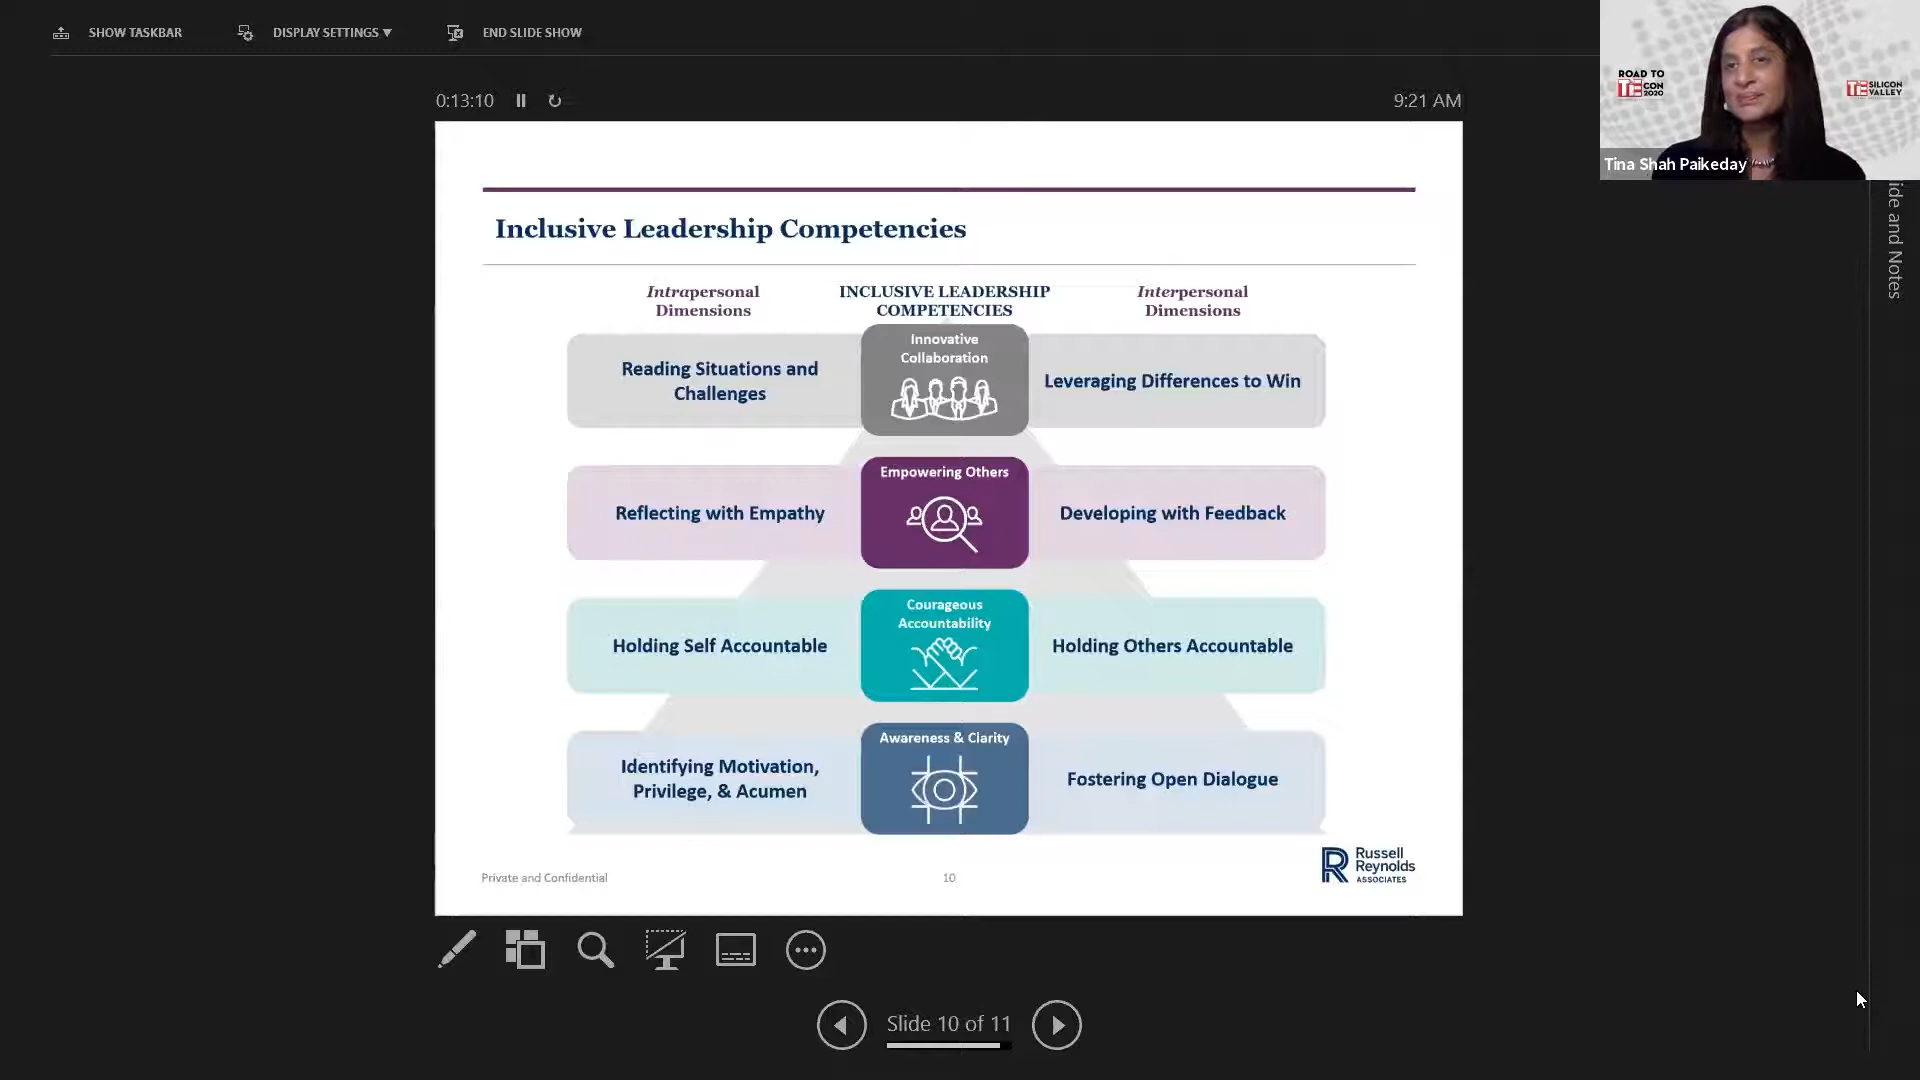 SHOW TASKBAR
DISPLAY SETTINGS ▼
END SLIDE SHOW
ROAD TO
TiE CON
2020
TiE SILICON
VALLEY
Tina Shah Paikeday
0:13:10
9:21 AM
ide and Notes
Inclusive Leadership Competencies
Intrapersonal
Dimensions
INCLUSIVE LEADERSHIP
COMPETENCIES
Interpersonal
Dimensions
Reading Situations and
Challenges
Innovative
Collaboration
Leveraging Differences to Win
Reflecting with Empathy
Empowering Others
Developing with Feedback
Holding Self Accountable
Courageous
Accountability
Holding Others Accountable
Identifying Motivation,
Privilege, & Acumen
Awareness & Clarity
Fostering Open Dialogue
Private and Confidential
10
Russell
Reynolds
ASSOCIATES
Slide 10 of 11